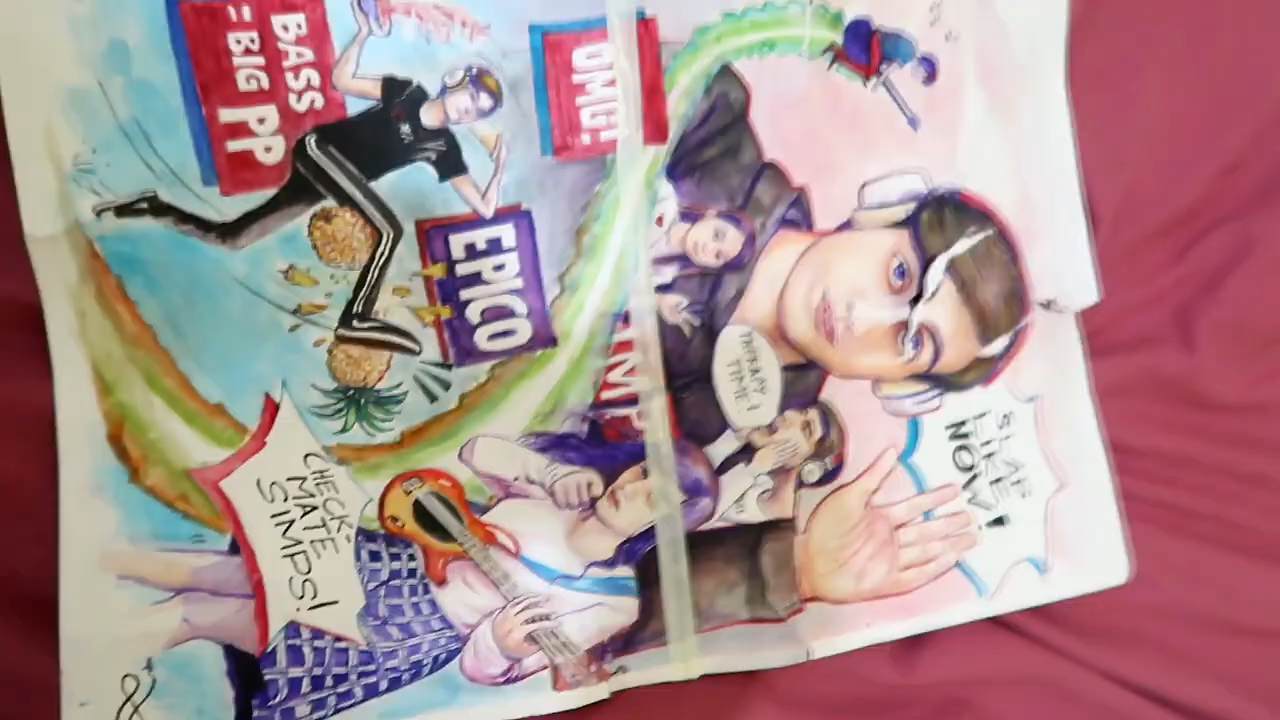 BASS
= BIG PP
OMG!
EPICO
THERAPY
TIME!
SLAP
LIKE
NOW!
CHECK-
MATE
SIMPS!